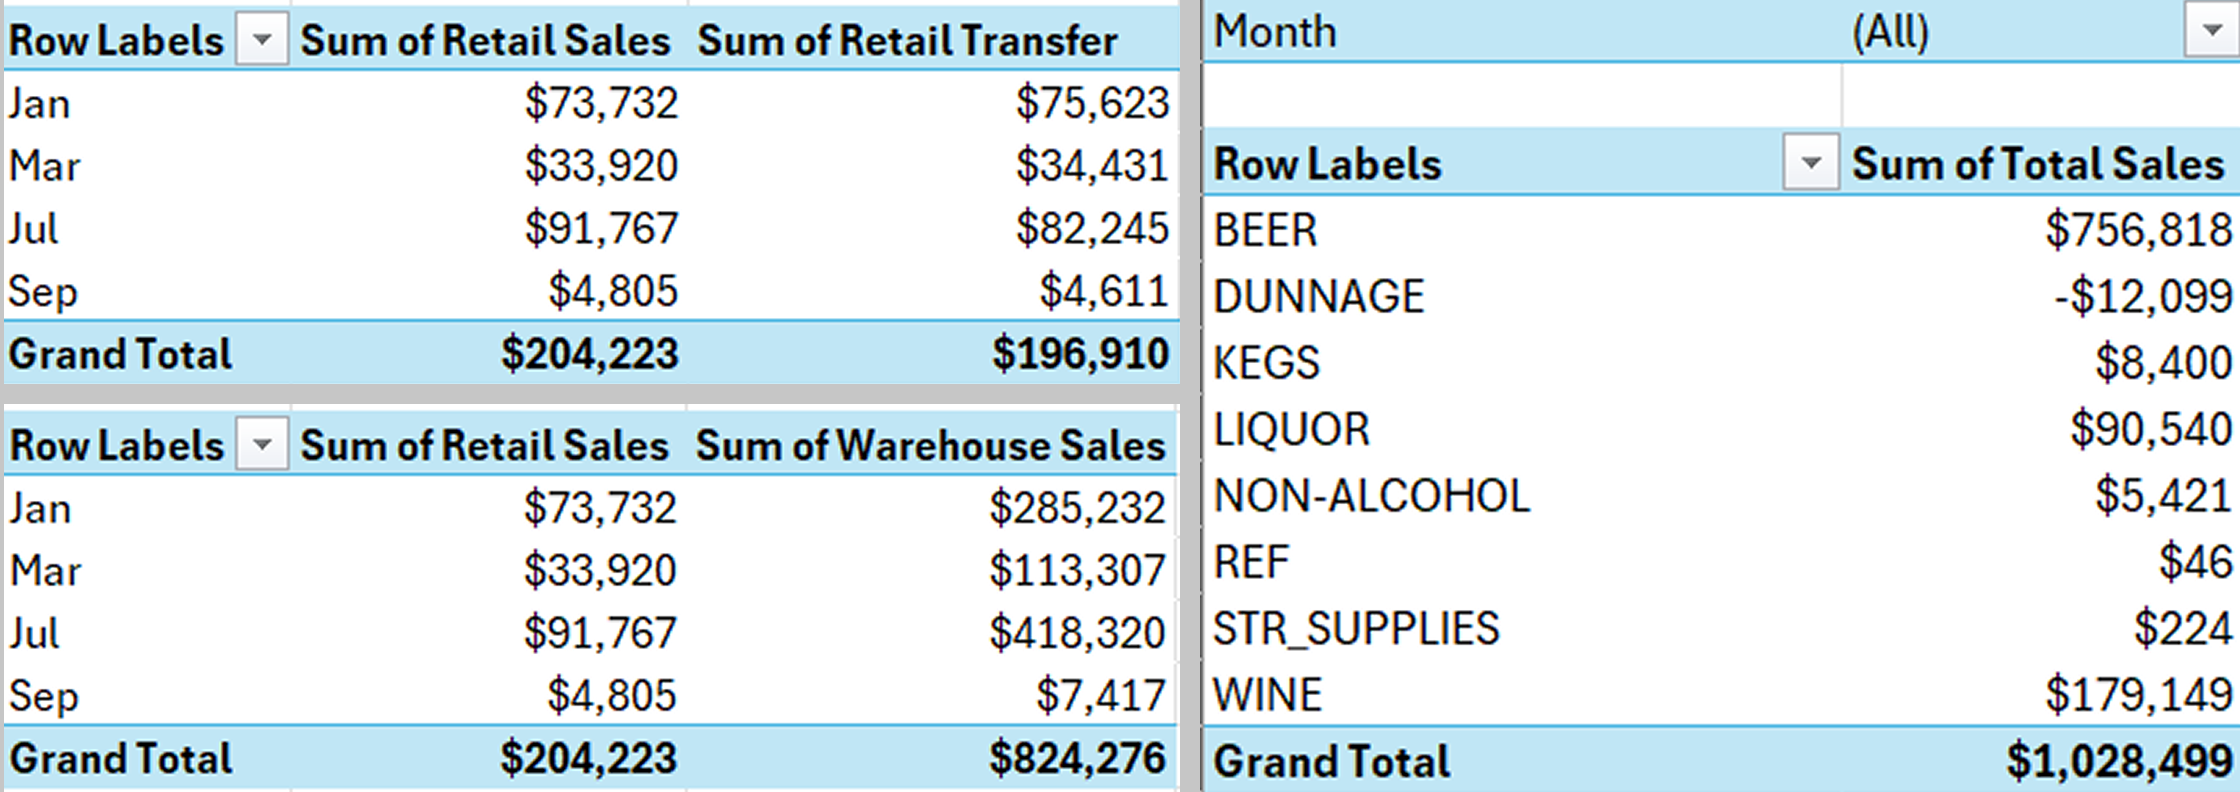 Row Labels Sum of Retail Sales Sum of Retail Transfer
Jan $73,732 $75,623
Mar $33,920 $34,431
Jul $91,767 $82,245
Sep $4,805 $4,611
Grand Total $204,223 $196,910
Row Labels Sum of Retail Sales Sum of Warehouse Sales
Jan $73,732 $285,232
Mar $33,920 $113,307
Jul $91,767 $418,320
Sep $4,805 $7,417
Grand Total $204,223 $824,276
Month (All)
Row Labels Sum of Total Sales
BEER $756,818
DUNNAGE -$12,099
KEGS $8,400
LIQUOR $90,540
NON-ALCOHOL $5,421
REF $46
STR_SUPPLIES $224
WINE $179,149
Grand Total $1,028,499